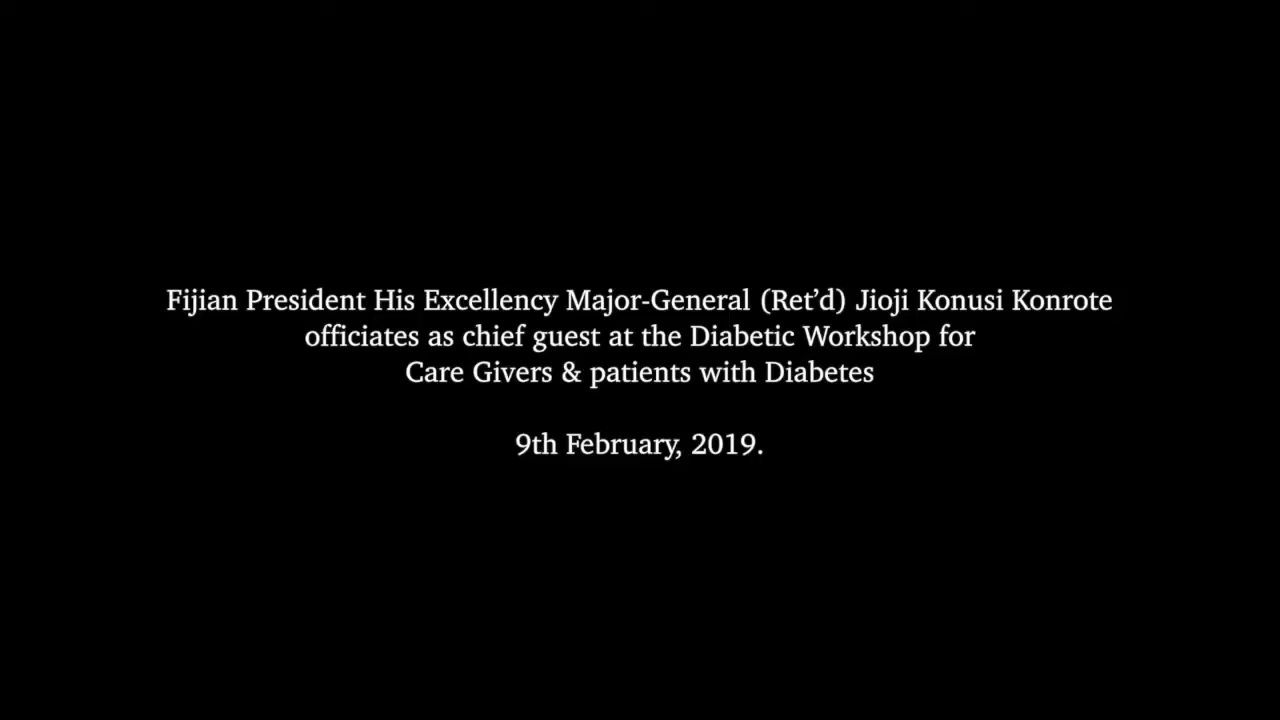 Fijian President His Excellency Major-General (Ret’d) Jioji Konusi Konrote
officiates as chief guest at the Diabetic Workshop for
Care Givers & patients with Diabetes
9th February, 2019.